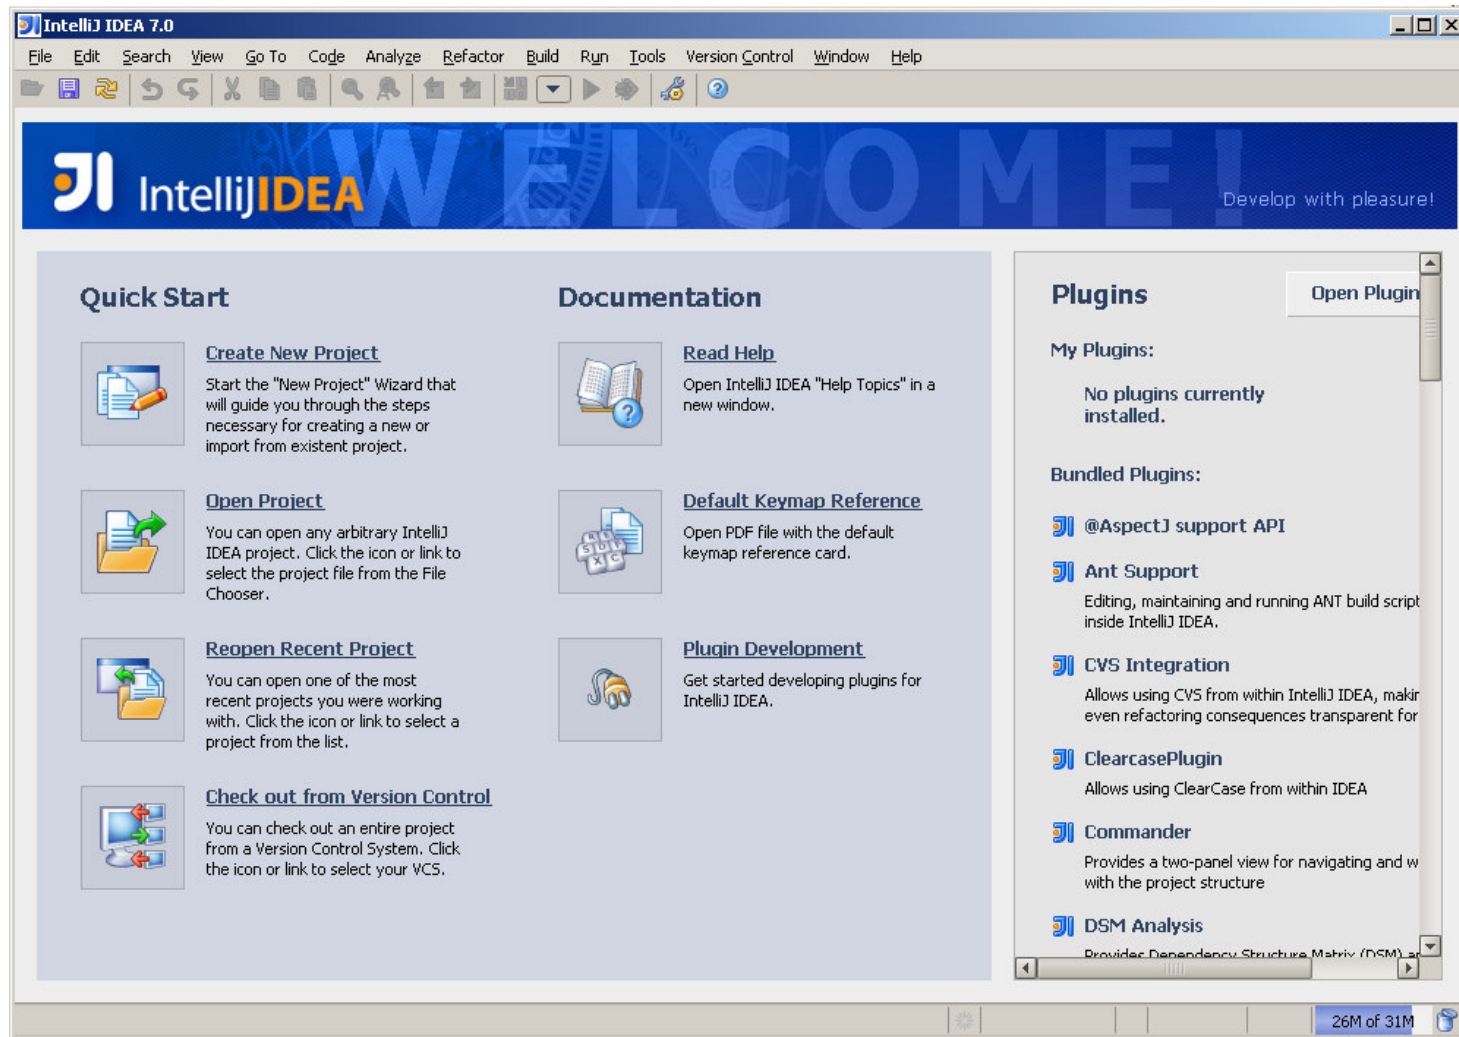 IntelliJ IDEA 7.0
File Edit Search View Go To Code Analyze Refactor Build Run Tools Version Control Window Help
WELCOME!
IntelliJIDEA
Develop with pleasure!
Quick Start
Create New Project
Start the "New Project" Wizard that
will guide you through the steps
necessary for creating a new or
import from existent project.
Open Project
You can open any arbitrary IntelliJ
IDEA project. Click the icon or link to
select the project file from the File
Chooser.
Reopen Recent Project
You can open one of the most
recent projects you were working
with. Click the icon or link to select a
project from the list.
Check out from Version Control
You can check out an entire project
from a Version Control System. Click
the icon or link to select your VCS.
Documentation
Read Help
Open IntelliJ IDEA "Help Topics" in a
new window.
Default Keymap Reference
Open PDF file with the default
keymap reference card.
Plugin Development
Get started developing plugins for
IntelliJ IDEA.
Plugins
Open Plugin
My Plugins:
No plugins currently
installed.
Bundled Plugins:
@AspectJ support API
Ant Support
Editing, maintaining and running ANT build script
inside IntelliJ IDEA.
CVS Integration
Allows using CVS from within IntelliJ IDEA, makin
even refactoring consequences transparent for
ClearcasePlugin
Allows using ClearCase from within IDEA
Commander
Provides a two-panel view for navigating and w
with the project structure
DSM Analysis
Provides Dependency Structure Matrix (DSM) an
26M of 31M